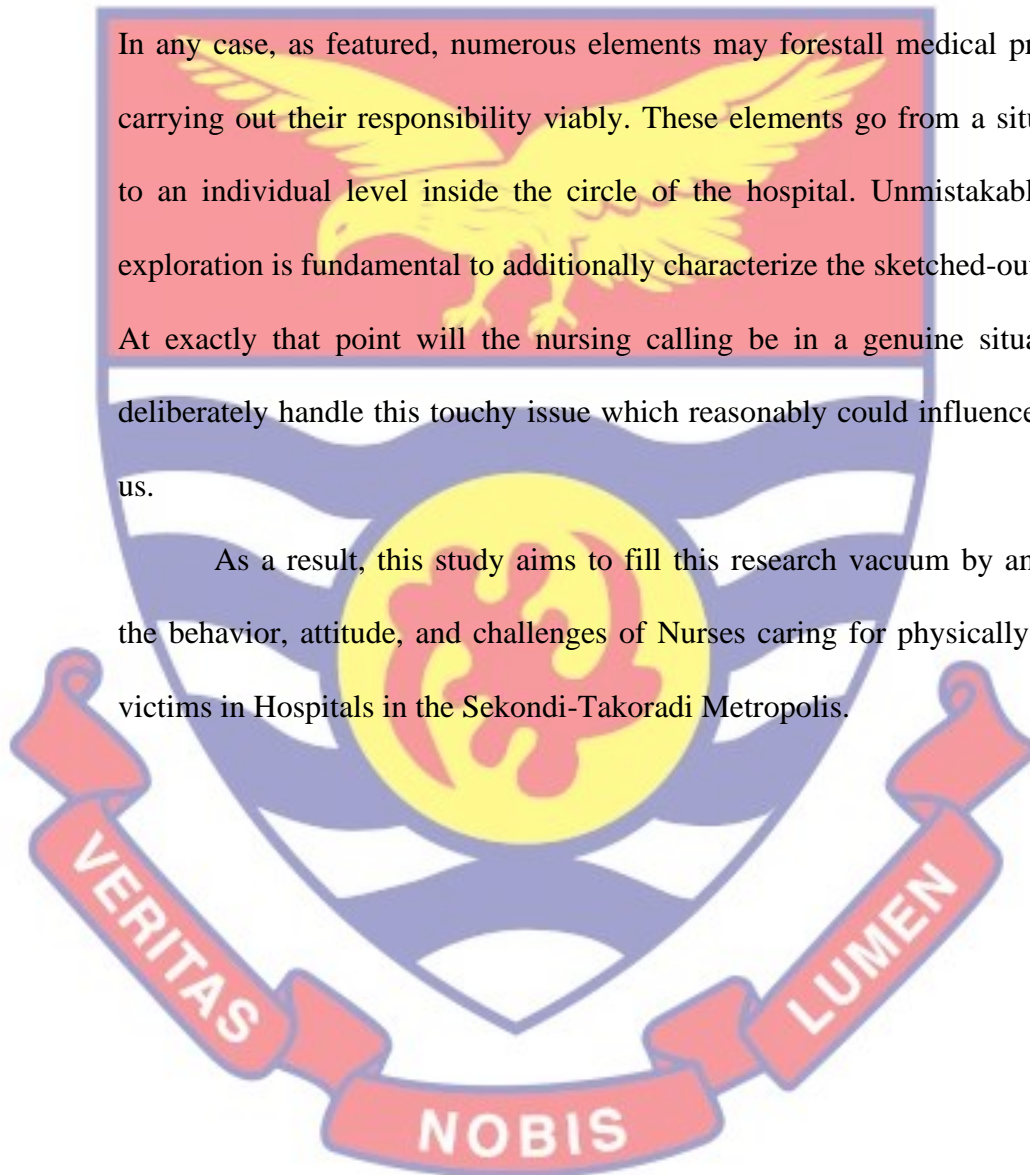 In any case, as featured, numerous elements may forestall medical pr
carrying out their responsibility viably. These elements go from a situ
to an individual level inside the circle of the hospital. Unmistakabl
exploration is fundamental to additionally characterize the sketched-out
At exactly that point will the nursing calling be in a genuine situa
deliberately handle this touchy issue which reasonably could influence
us.
As a result, this study aims to fill this research vacuum by an
the behavior, attitude, and challenges of Nurses caring for physically
victims in Hospitals in the Sekondi-Takoradi Metropolis.
VERITAS
NOBIS
LUMEN